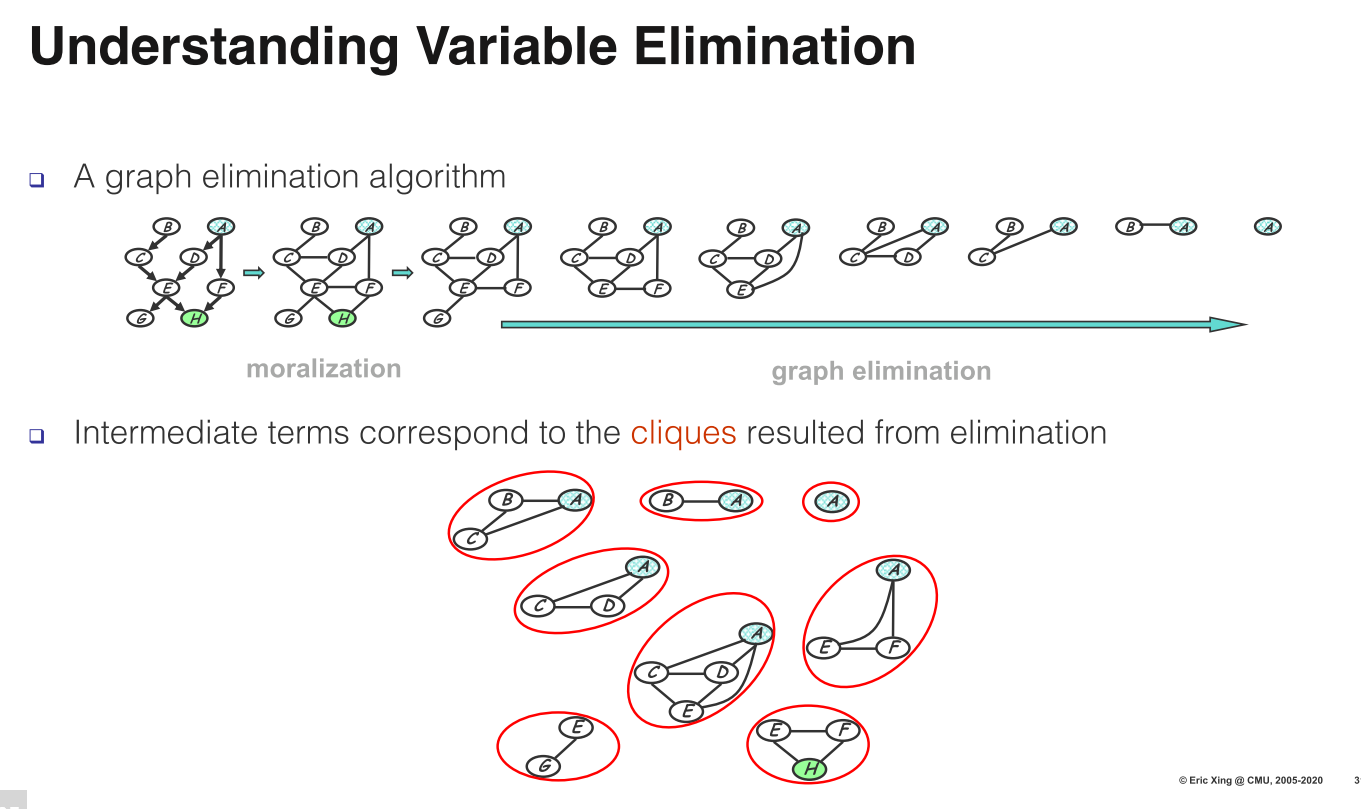 Understanding Variable Elimination
A graph elimination algorithm
B A B A B A B A B A B A B A B A A
C D C D C D C D C D C D C
E F E F E F E F E
G H G H G
moralization
graph elimination
Intermediate terms correspond to the cliques resulted from elimination
B A B A A
C
A A
C D
A
C D E F
E
E E F
G H
© Eric Xing @ CMU, 2005-2020